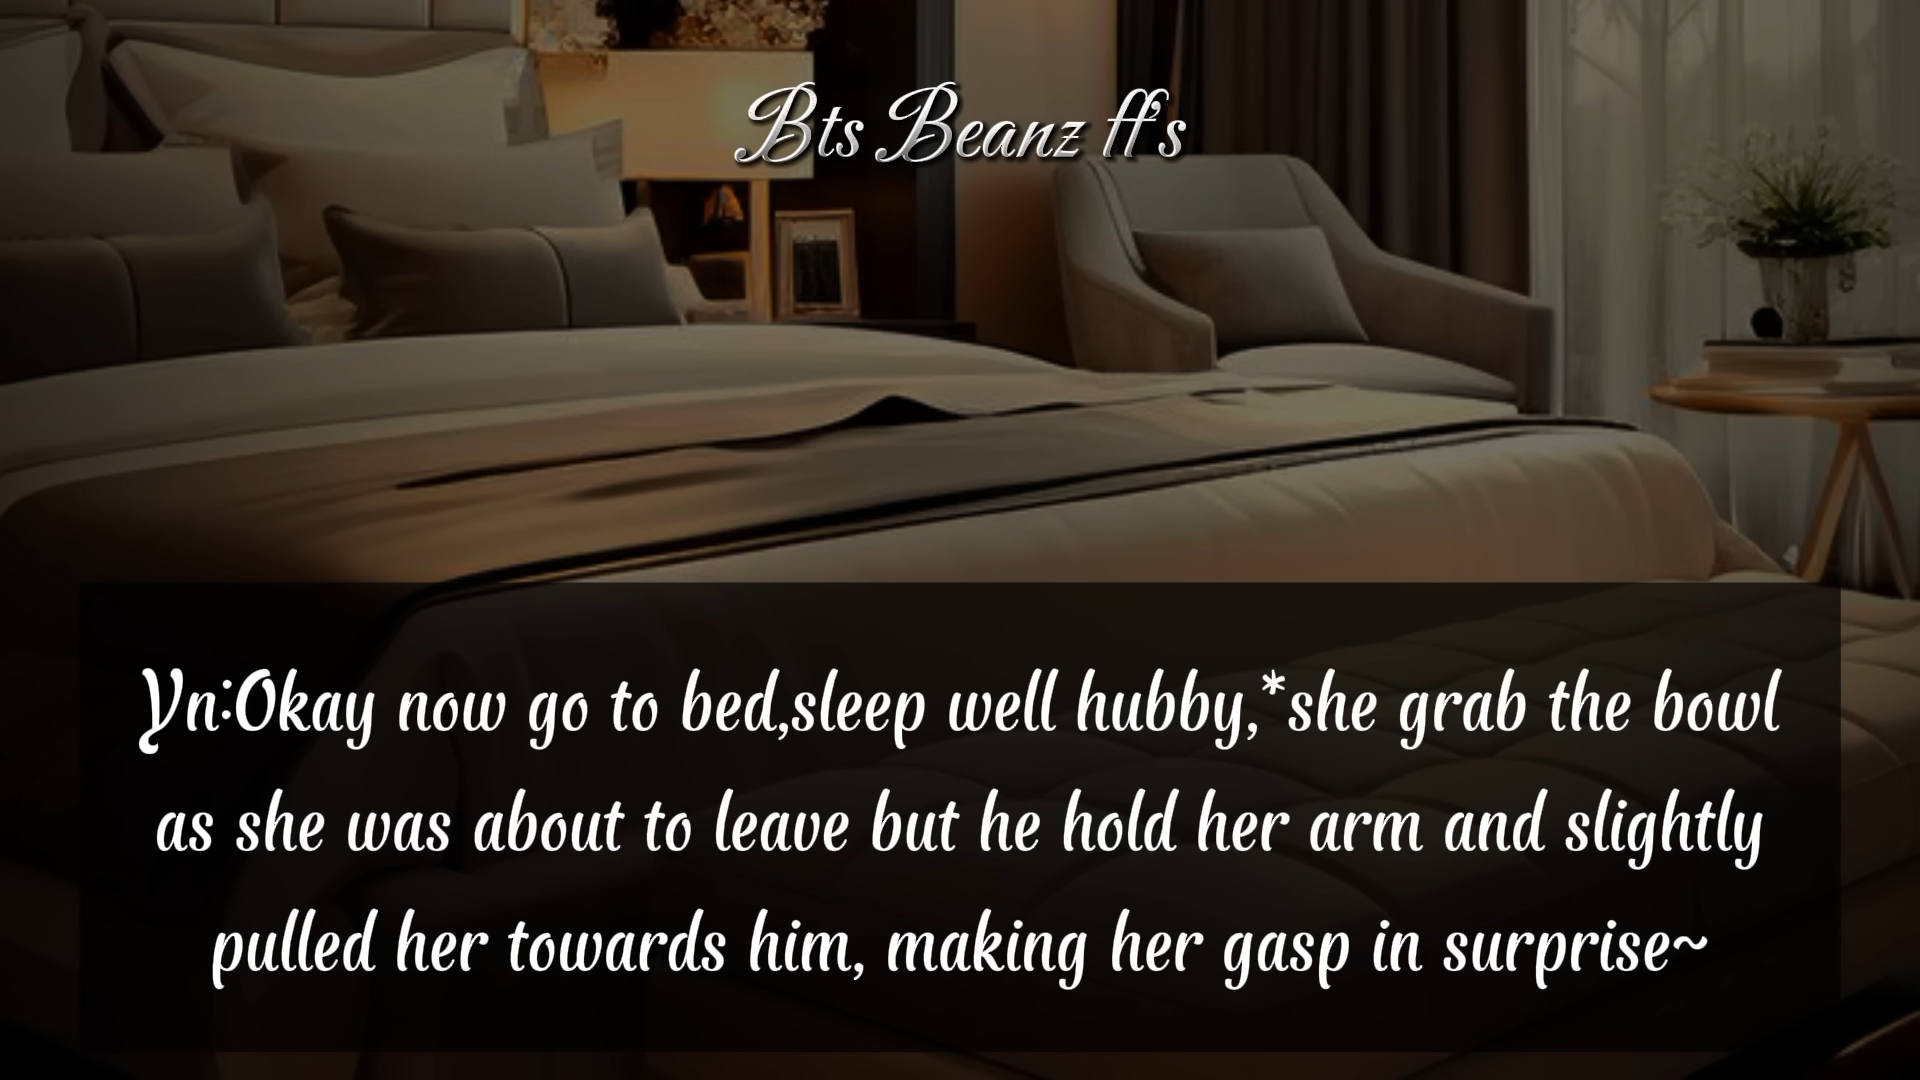 Bts Beanz ff's
Yn:Okay now go to bed,sleep well hubby,*she grab the bowl
as she was about to leave but he hold her arm and slightly
pulled her towards him, making her gasp in surprise~